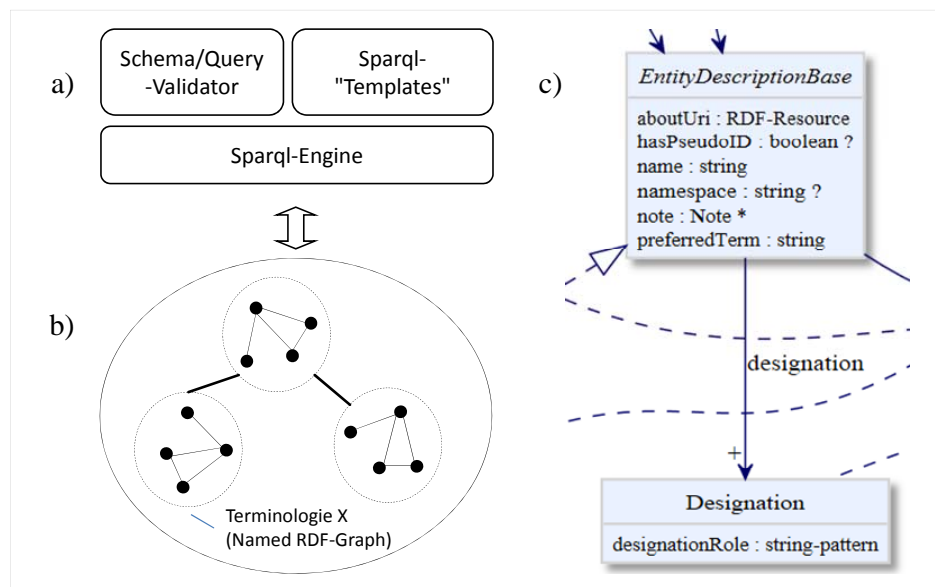 a)
Schema/Query
-Validator
Sparql-
"Templates"
Sparql-Engine
b)
Terminologie X
(Named RDF-Graph)
c)
EntityDescriptionBase
aboutUri : RDF-Resource
hasPseudoID : boolean ?
name : string
namespace : string ?
note : Note *
preferredTerm : string
designation
+
Designation
designationRole : string-pattern